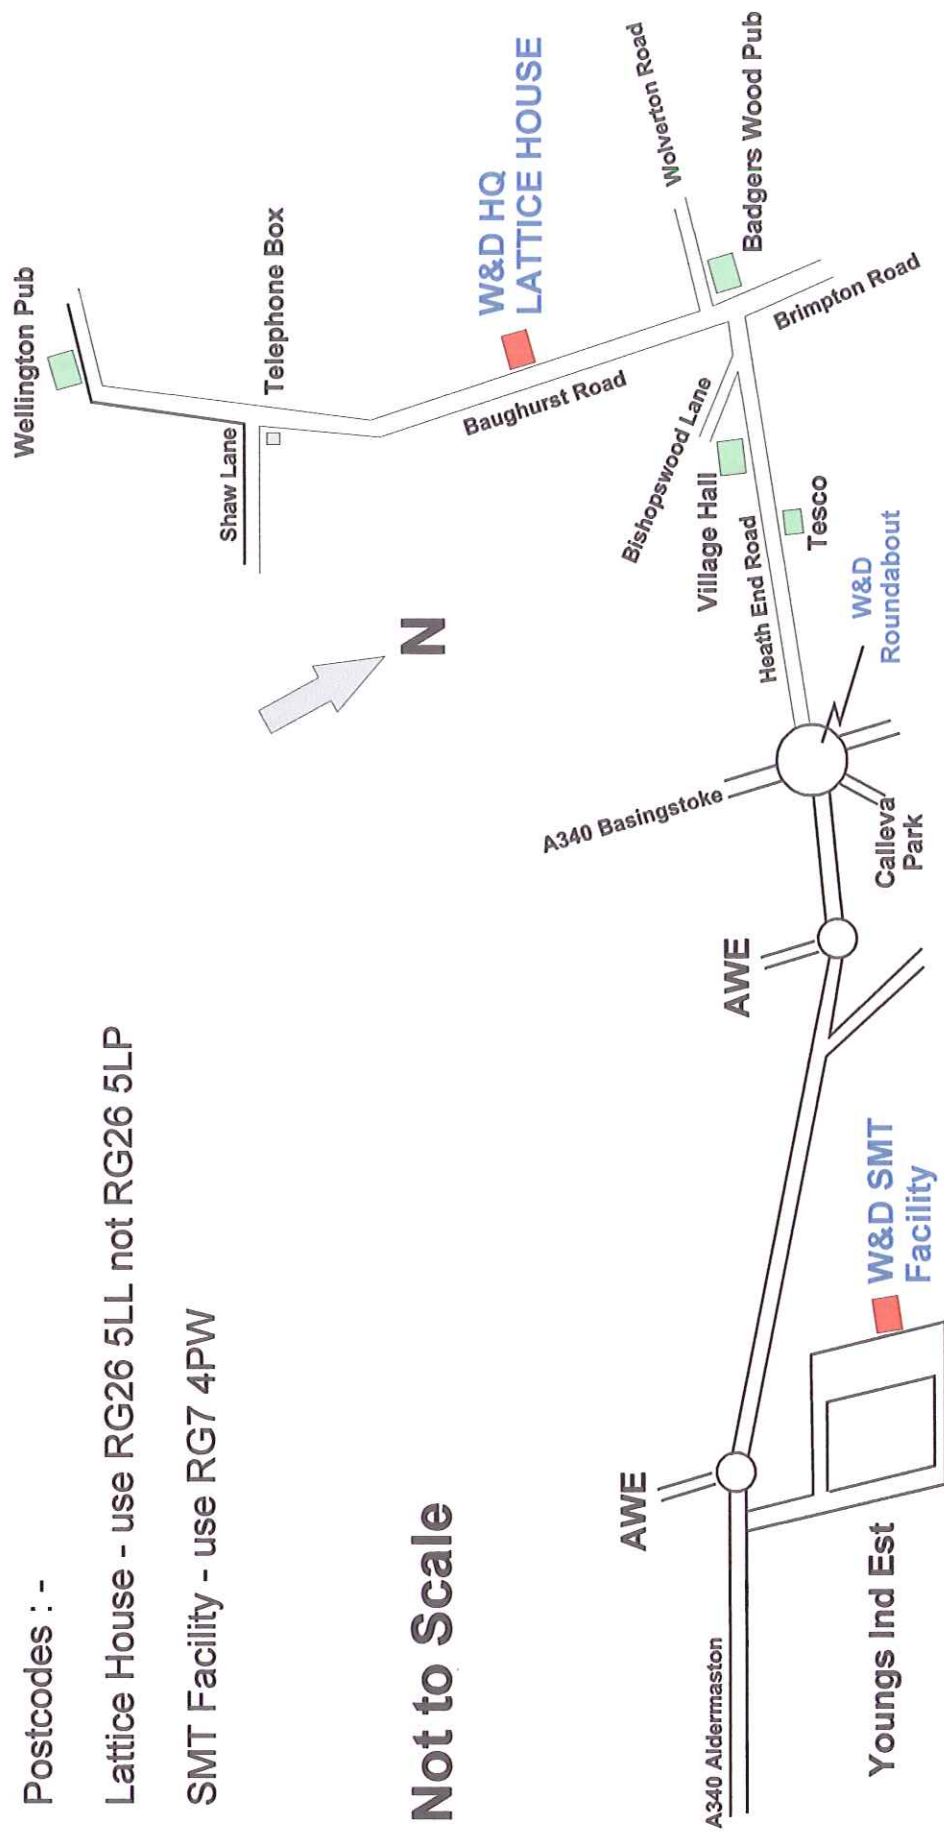 Postcodes : -
Lattice House - use RG26 5LL not RG26 5LP
SMT Facility - use RG7 4PW
Not to Scale
N
Wellington Pub
Shaw Lane
Telephone Box
W&D HQ
LATTICE HOUSE
Baughurst Road
Wolverton Road
Badgers Wood Pub
Brimpton Road
Bishopswood Lane
Village Hall
Heath End Road
Tesco
W&D
Roundabout
A340 Basingstoke
Calleva
Park
AWE
AWE
W&D SMT
Facility
A340 Aldermaston
Youngs Ind Est